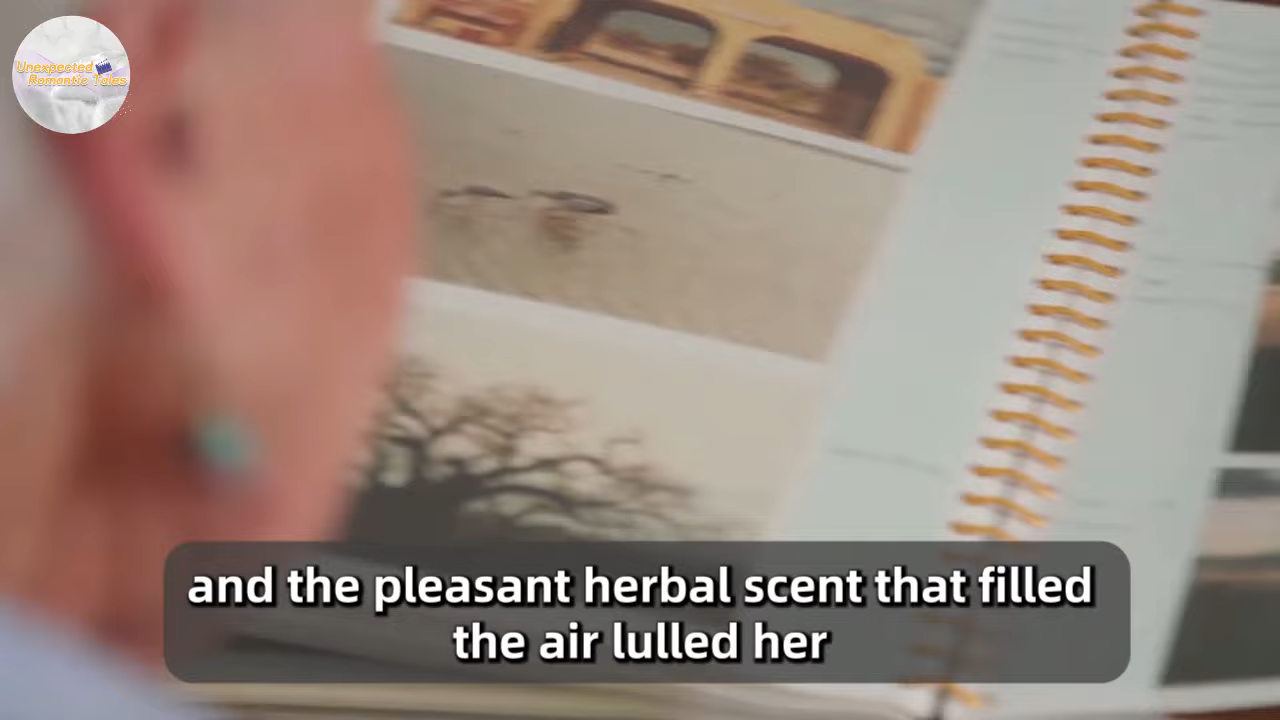 Unexpected
Romantic Tales
and the pleasant herbal scent that filled
the air lulled her